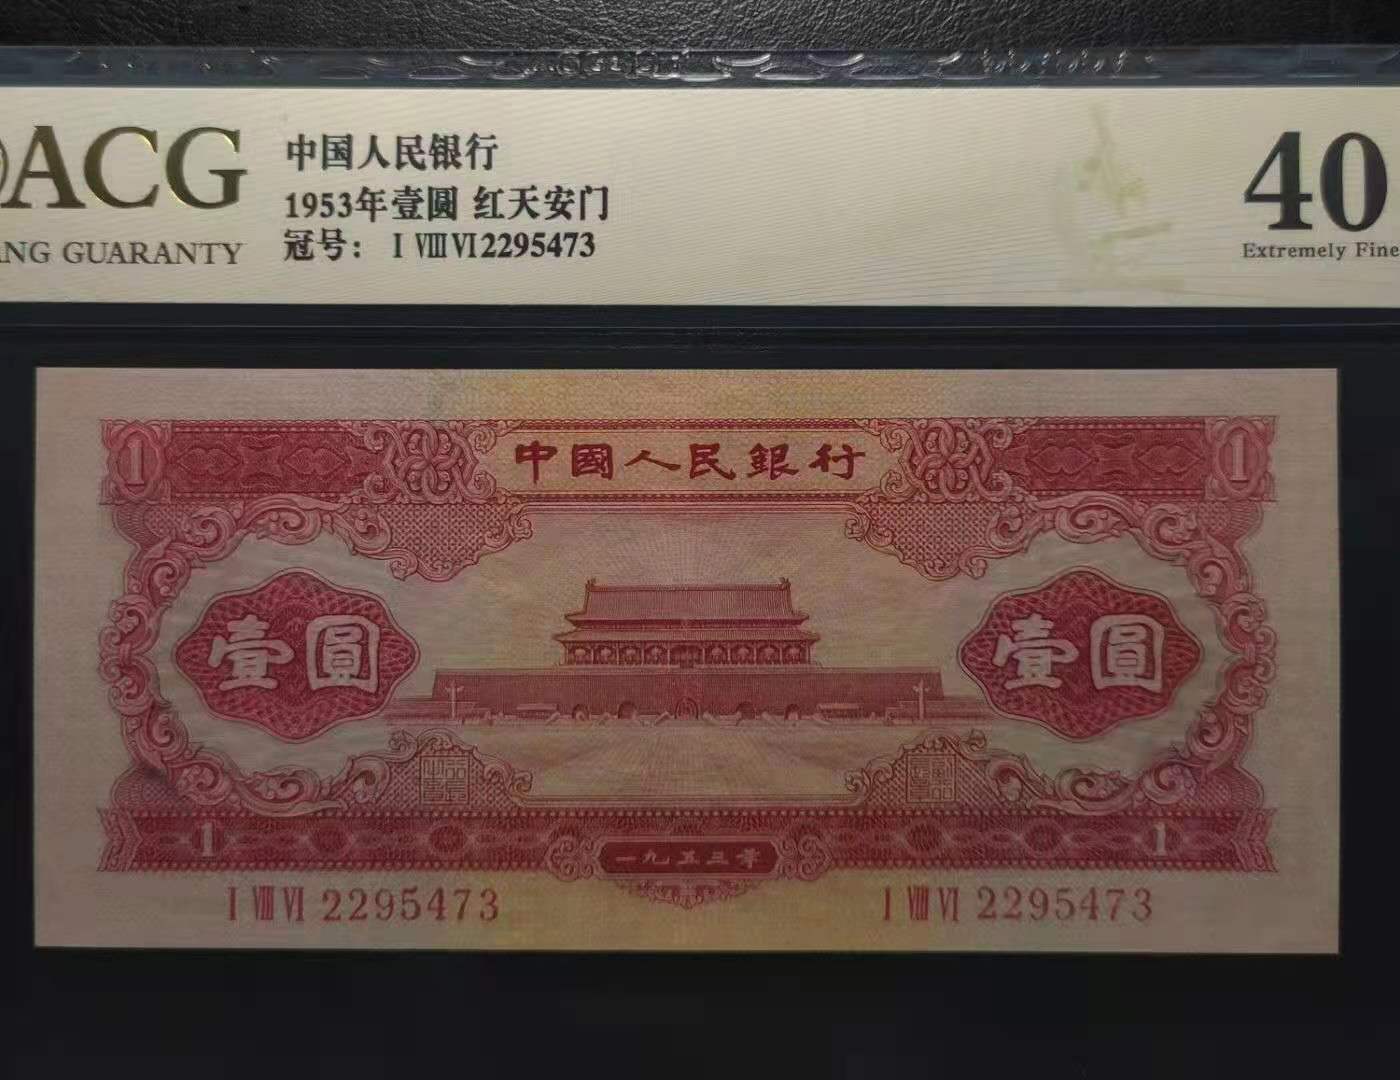 ACG
ANG GUARANTY
中国人民银行
1953年壹圆 红天安门
冠号: Ⅰ Ⅷ Ⅵ 2295473
40
Extremely Fine
1
中國人民銀行
1
壹圓
壹圓
1
一九五三年
1
Ⅰ Ⅷ Ⅵ 2295473
Ⅰ Ⅷ Ⅵ 2295473